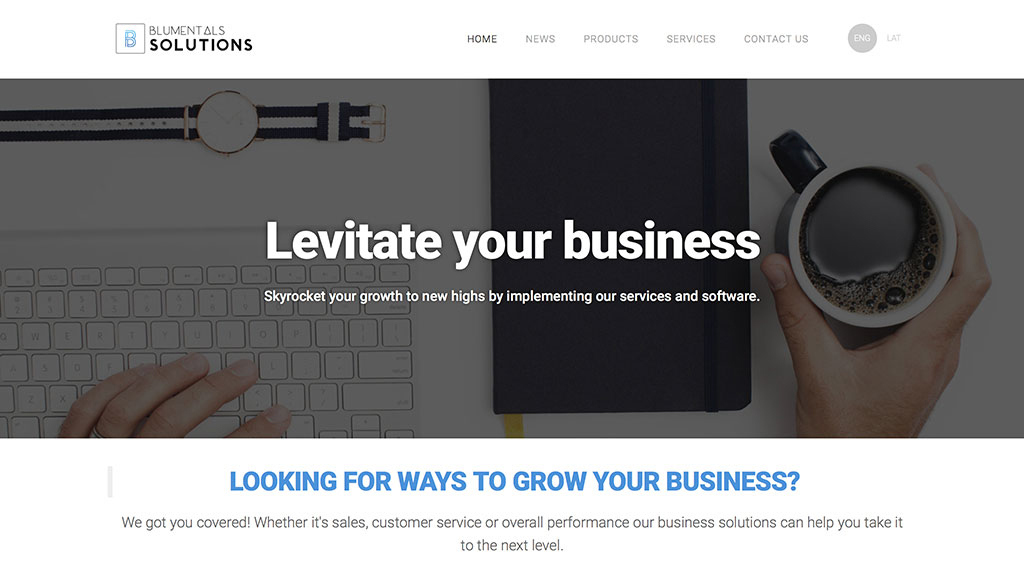 BLUMENTALS
SOLUTIONS
HOME NEWS PRODUCTS SERVICES CONTACT US ENG LAT
Levitate your business
Skyrocket your growth to new highs by implementing our services and software.
LOOKING FOR WAYS TO GROW YOUR BUSINESS?
We got you covered! Whether it's sales, customer service or overall performance our business solutions can help you take it
to the next level.